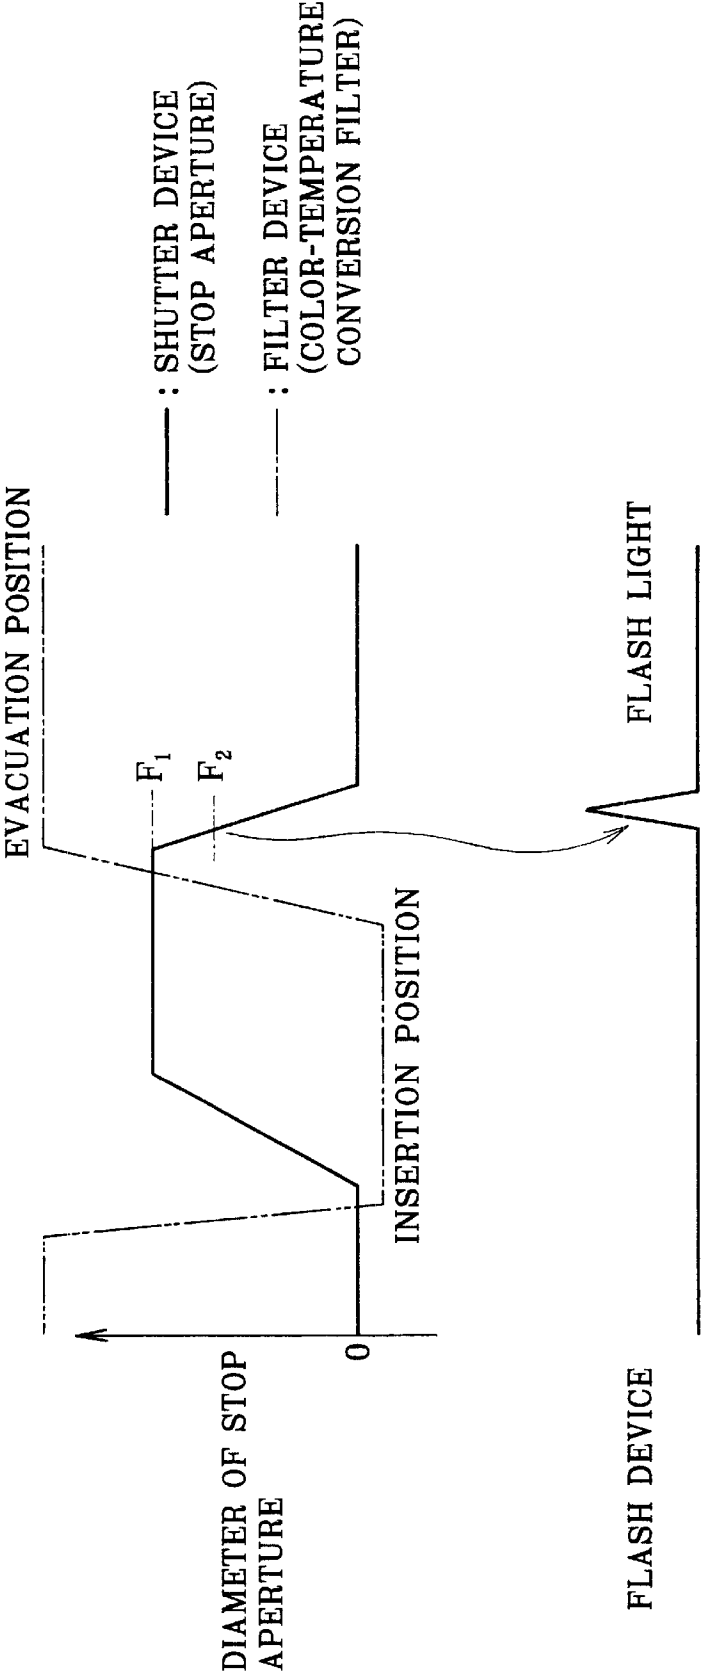 EVACUATION POSITION
: SHUTTER DEVICE
(STOP APERTURE)
: FILTER DEVICE
(COLOR-TEMPERATURE
CONVERSION FILTER)
F1
F2
DIAMETER OF STOP
APERTURE
0
INSERTION POSITION
FLASH DEVICE
FLASH LIGHT